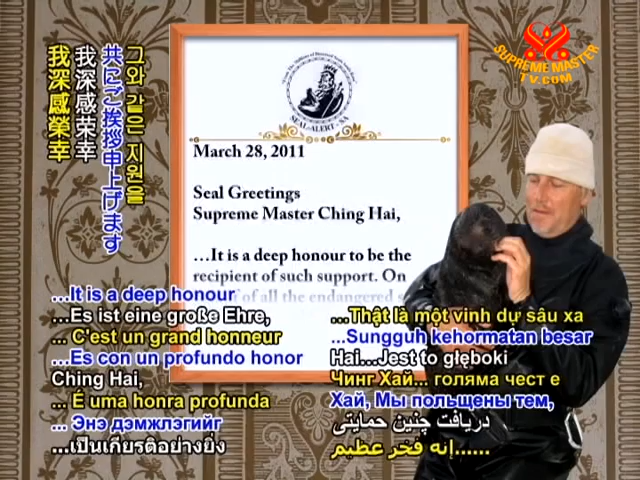 SUPREME MASTER
TV.COM
SEAL-ALERT-SA
March 28, 2011
Seal Greetings
Supreme Master Ching Hai,
…It is a deep honour to be the
recipient of such support. On
of all the endangered s
그와 같은 지원을
共にご挨拶申上げます
我深感荣幸
我深感榮幸
...It is a deep honour
...Es ist eine große Ehre,
... C'est un grand honneur
...Es con un profundo honor
Ching Hai,
... É uma honra profunda
... Энэ дэмжлэгийг
...เป็นเกียรติอย่างยิ่ง
...Thật là một vinh dự sâu xa
...Sungguh kehormatan besar
Hai...Jest to głęboki
Чинг Хай... голяма чест е
Хай, Мы польщены тем,
دریافت چنین حمایتی
......إنه فخر عظيم